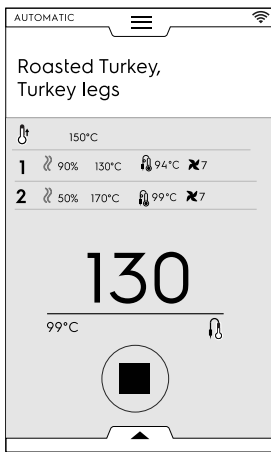 AUTOMATIC
Roasted Turkey,
Turkey legs
150°C
1 90% 130°C 94°C 7
2 50% 170°C 99°C 7
130
99°C